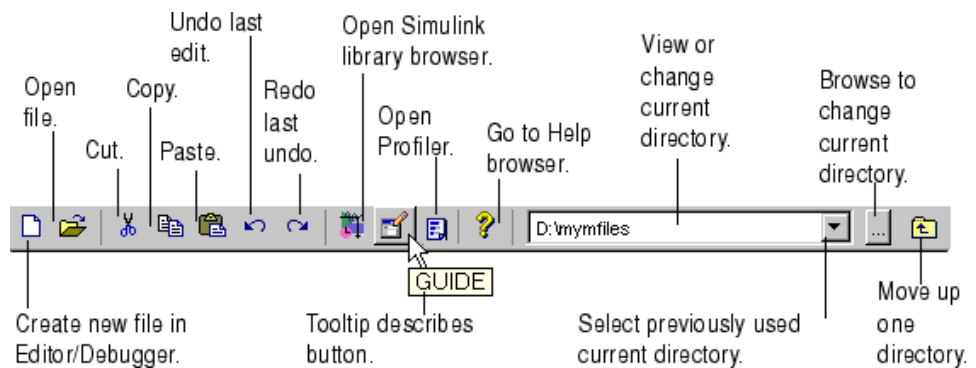 Undo last
edit.
Open Simulink
library browser.
View or
change
current
directory.
Browse to
change
current
directory.
Open
file.
Copy.
Redo
last
undo.
Open
Profiler.
Go to Help
browser.
Cut.
Paste.
D:\mymfiles
...
GUIDE
Create new file in
Editor/Debugger.
Tooltip describes
button.
Select previously used
current directory.
Move up
one
directory.